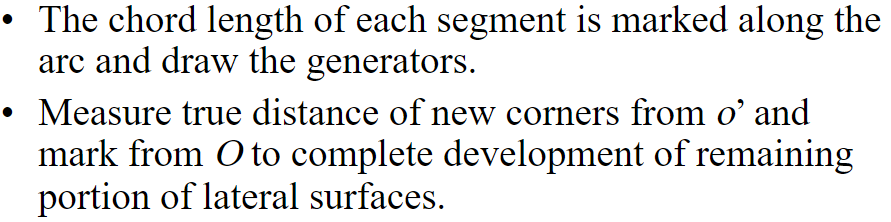 • The chord length of each segment is marked along the
arc and draw the generators.
• Measure true distance of new corners from o’ and
mark from O to complete development of remaining
portion of lateral surfaces.